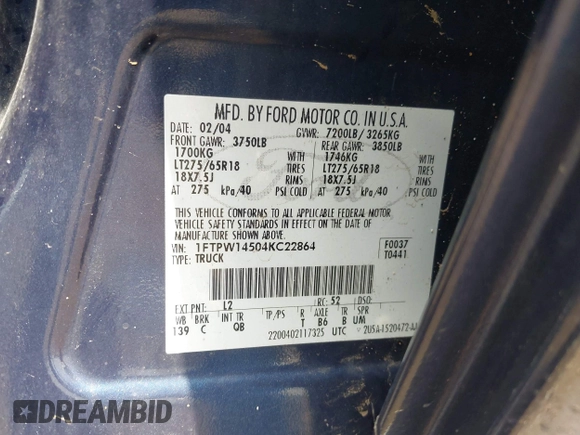 MFD. BY FORD MOTOR CO. IN U.S.A.
DATE: 02/04 GVWR: 7200LB/ 3265KG
FRONT GAWR: 3750LB REAR GAWR: 3850LB
1700KG WITH 1746KG WITH
LT275/65R18 TIRES LT275/65R18 TIRES
18X7.5J RIMS 18X7.5J RIMS
AT 275 kPa/40 PSI COLD AT 275 kPa/40 PSI COLD
THIS VEHICLE CONFORMS TO ALL APPLICABLE FEDERAL MOTOR
VEHICLE SAFETY STANDARDS IN EFFECT ON THE DATE OF
MANUFACTURE SHOWN ABOVE.
VIN: 1FTPW14504KC22864 F0037
TYPE: TRUCK T0441
EXT PNT: L2 RC: 52 DSO:
WB BRK INT TR TP/PS R AXLE TR
139 C QB T B6 B UM
2200402117325 UTC
Ford
DREAMBID